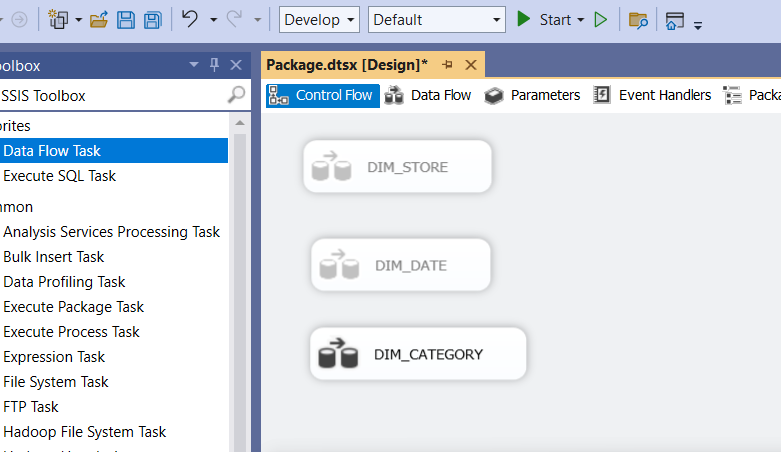 Develop Default Start
oolbox
SSIS Toolbox
orites
Data Flow Task
Execute SQL Task
mmon
Analysis Services Processing Task
Bulk Insert Task
Data Profiling Task
Execute Package Task
Execute Process Task
Expression Task
File System Task
FTP Task
Hadoop File System Task
Package.dtsx [Design]*
Control Flow Data Flow Parameters Event Handlers Packa
DIM_STORE
DIM_DATE
DIM_CATEGORY